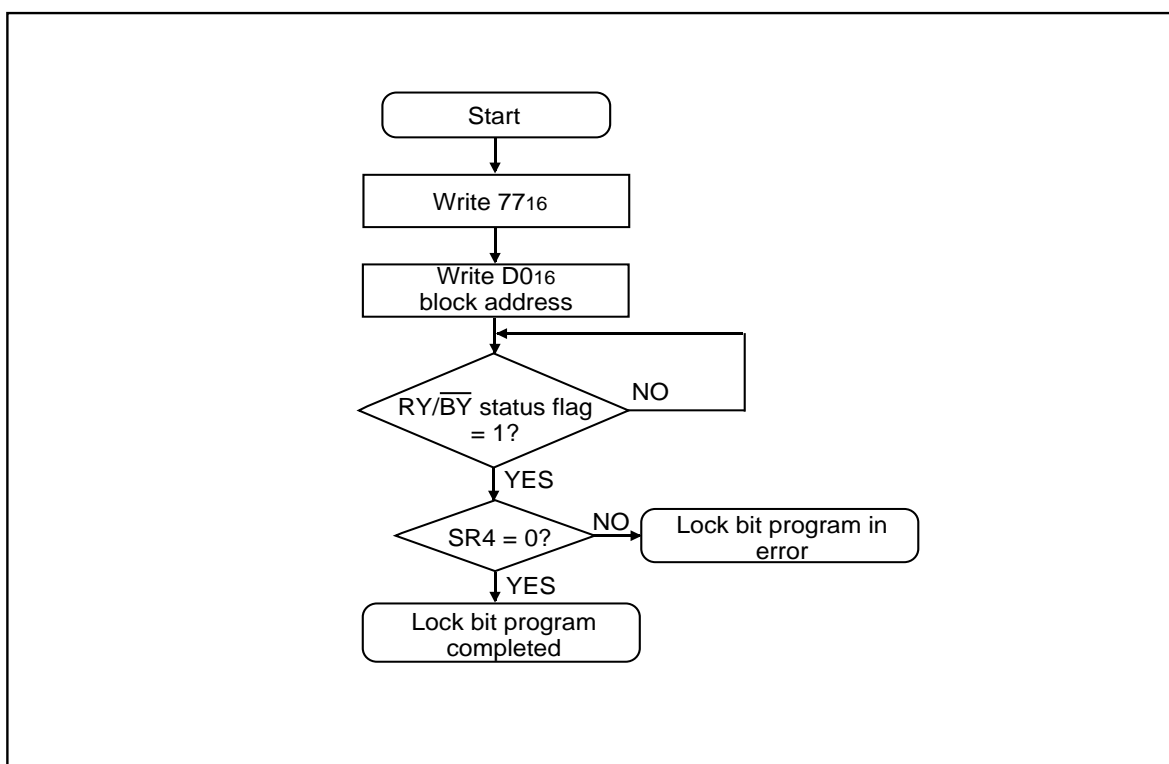 Start
Write 77₁₆
Write D0₁₆
block address
RY/B̅Y̅ status flag
= 1?
NO
YES
SR4 = 0?
NO
Lock bit program in
error
YES
Lock bit program
completed